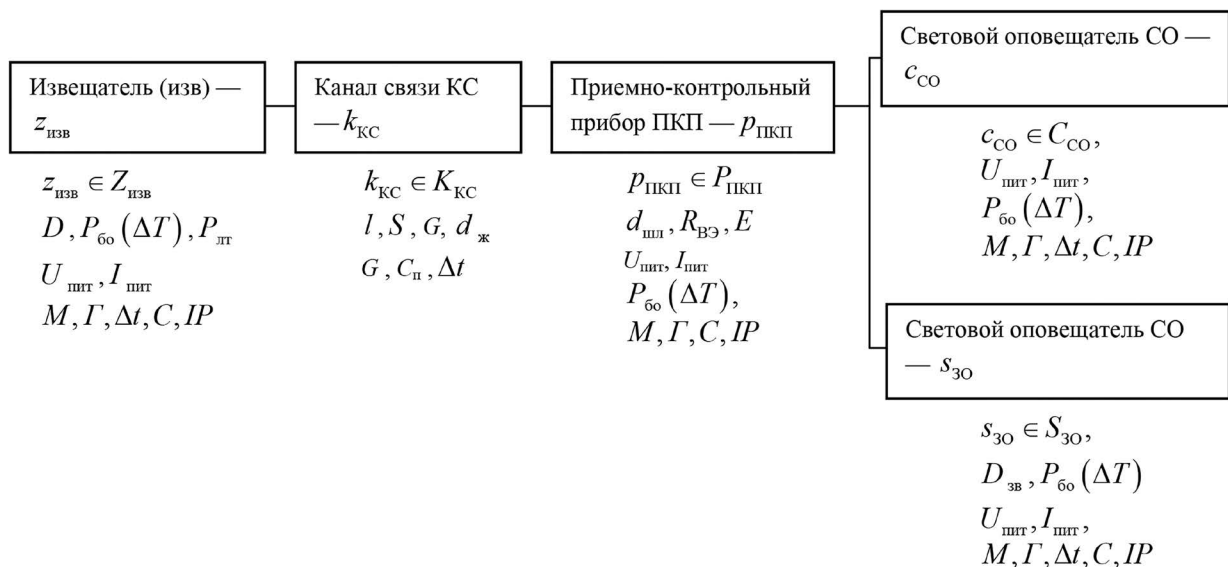 Извещатель (изв) —
z_изв
z_изв ∈ Z_изв
D, P_бо (ΔT), P_лт
U_пит, I_пит
M, Г, Δt, C, IP
Канал связи КС
— k_КС
k_КС ∈ K_КС
l, S, G, d_ж
G, C_п, Δt
Приемно-контрольный
прибор ПКП — p_ПКП
p_ПКП ∈ P_ПКП
d_шл, R_ВЭ, E
U_пит, I_пит
P_бо (ΔT),
M, Г, C, IP
Световой оповещатель СО —
c_СО
c_СО ∈ C_СО,
U_пит, I_пит,
P_бо (ΔT),
M, Г, Δt, C, IP
Световой оповещатель СО
— s_ЗО
s_ЗО ∈ S_ЗО,
D_зв, P_бо (ΔT)
U_пит, I_пит,
M, Г, Δt, C, IP